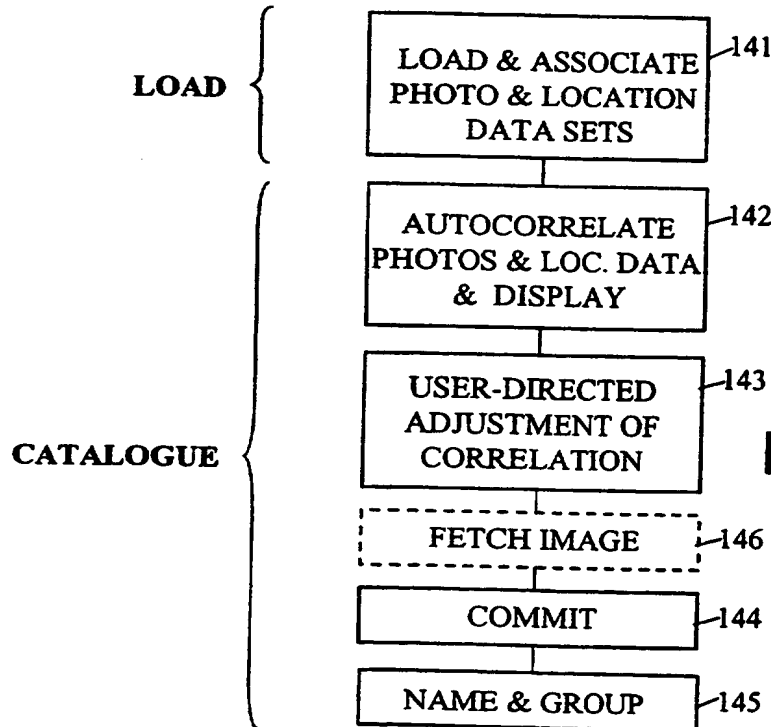 LOAD
LOAD & ASSOCIATE
PHOTO & LOCATION
DATA SETS
141
AUTOCORRELATE
PHOTOS & LOC. DATA
& DISPLAY
142
CATALOGUE
USER-DIRECTED
ADJUSTMENT OF
CORRELATION
143
FETCH IMAGE
146
COMMIT
144
NAME & GROUP
145